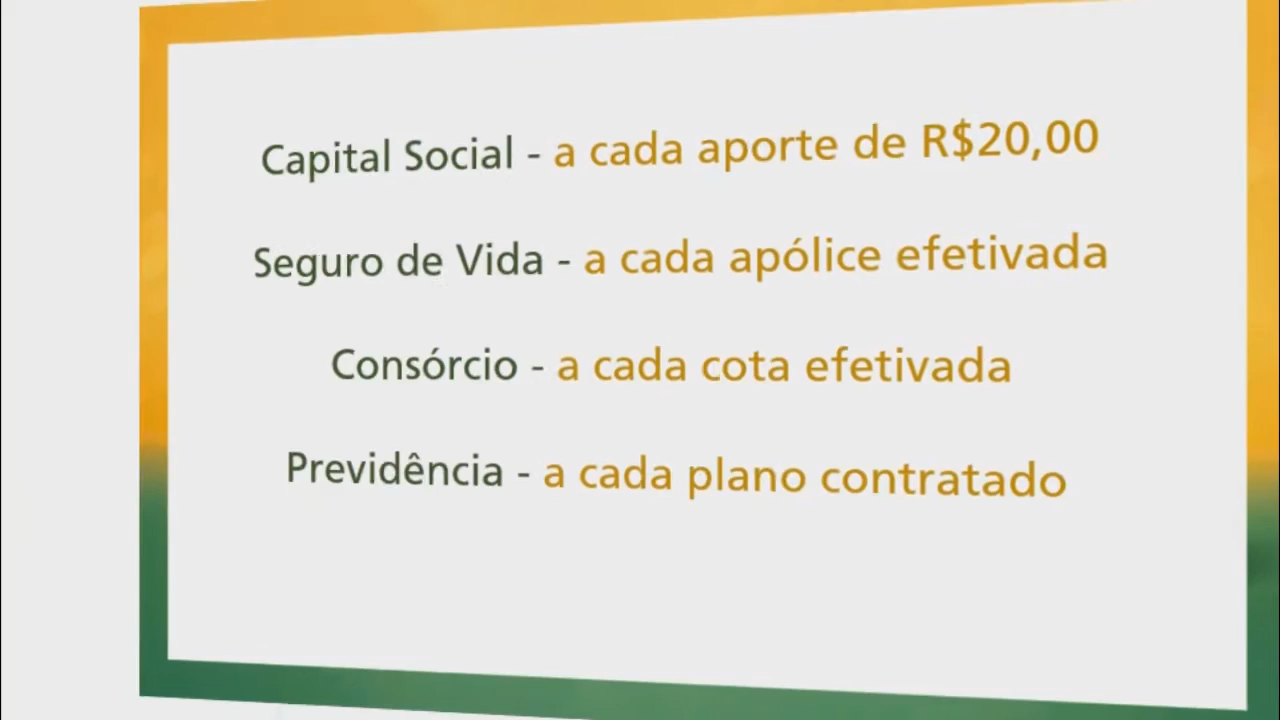 Capital Social - a cada aporte de R$20,00
Seguro de Vida - a cada apólice efetivada
Consórcio - a cada cota efetivada
Previdência - a cada plano contratado